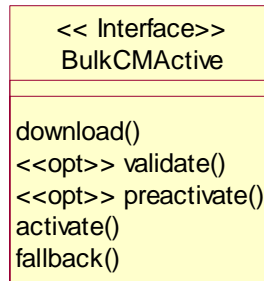 << Interface>>
BulkCMActive
download()
<<opt>> validate()
<<opt>> preactivate()
activate()
fallback()